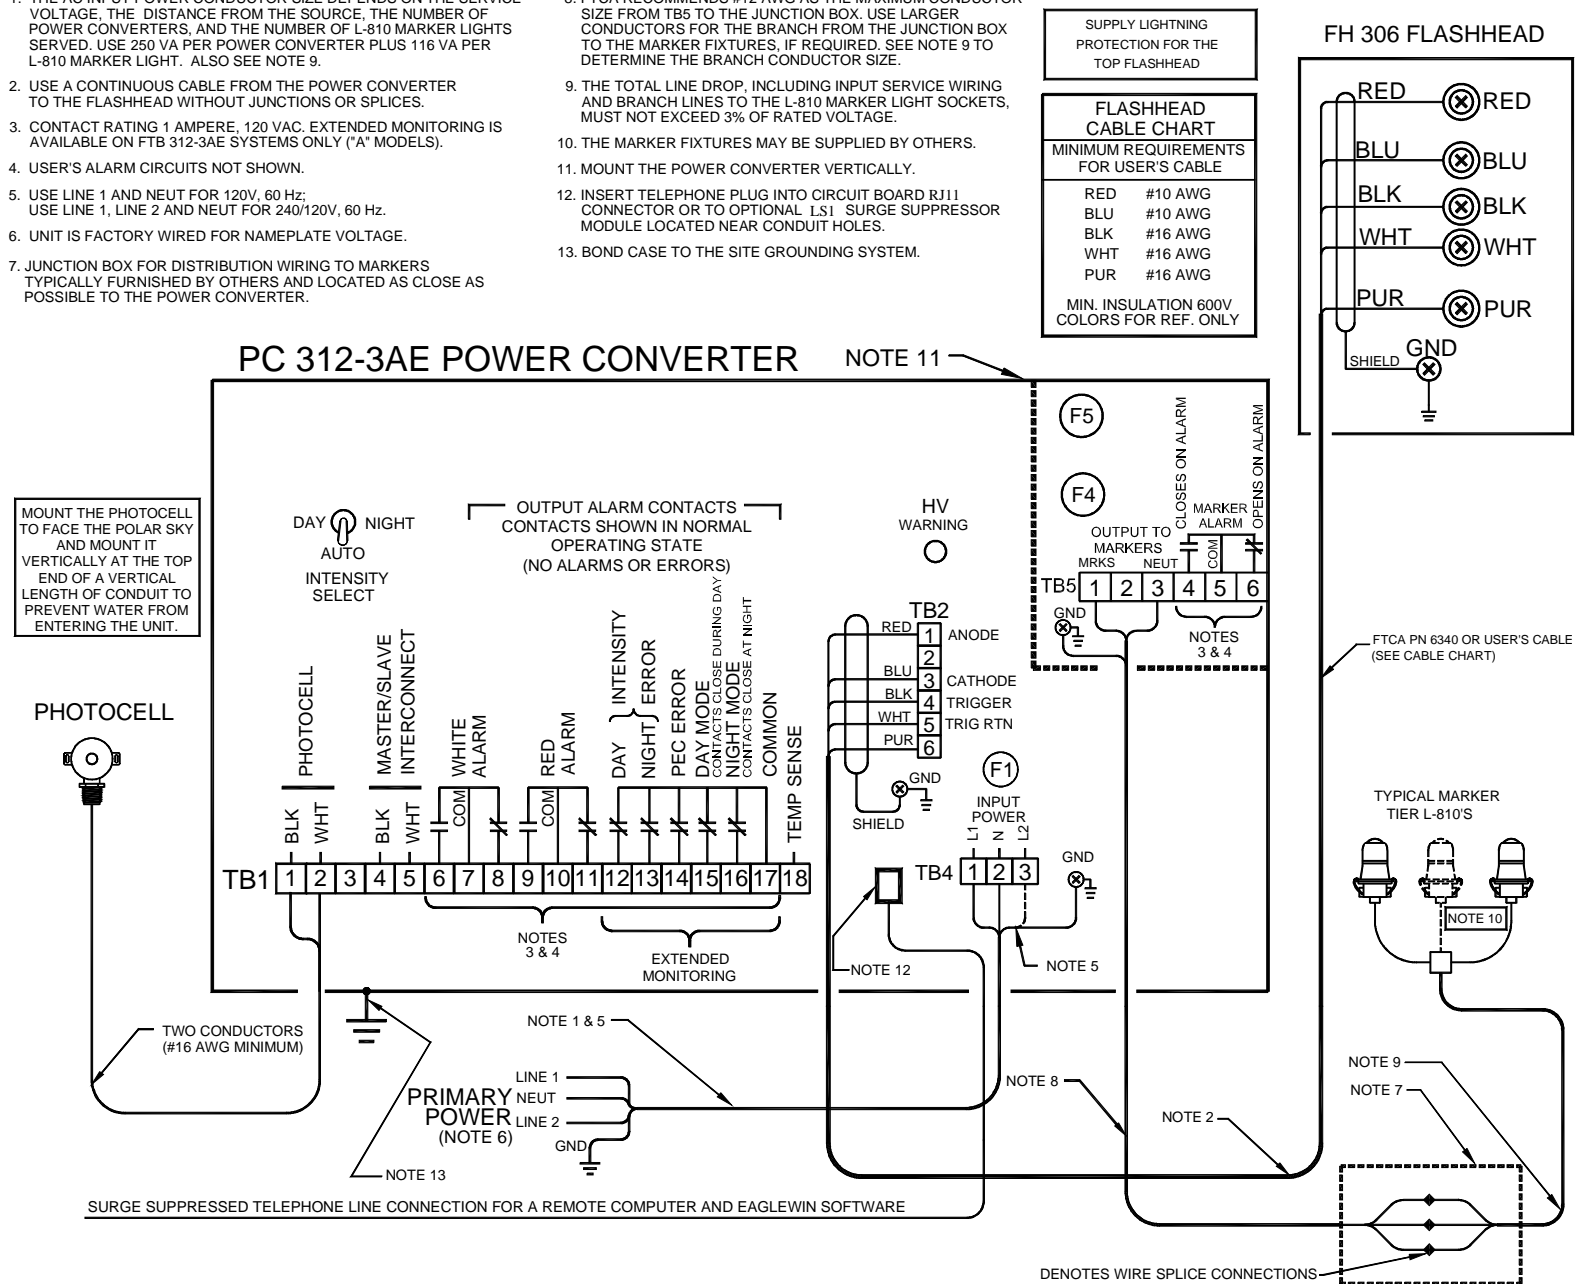 1. THE AC INPUT POWER CONDUCTOR SIZE DEPENDS ON THE SERVICE
VOLTAGE, THE DISTANCE FROM THE SOURCE, THE NUMBER OF
POWER CONVERTERS, AND THE NUMBER OF L-810 MARKER LIGHTS
SERVED. USE 250 VA PER POWER CONVERTER PLUS 116 VA PER
L-810 MARKER LIGHT. ALSO SEE NOTE 9.
2. USE A CONTINUOUS CABLE FROM THE POWER CONVERTER
TO THE FLASHHEAD WITHOUT JUNCTIONS OR SPLICES.
3. CONTACT RATING 1 AMPERE, 120 VAC. EXTENDED MONITORING IS
AVAILABLE ON FTB 312-3AE SYSTEMS ONLY ("A" MODELS).
4. USER'S ALARM CIRCUITS NOT SHOWN.
5. USE LINE 1 AND NEUT FOR 120V, 60 Hz;
USE LINE 1, LINE 2 AND NEUT FOR 240/120V, 60 Hz.
6. UNIT IS FACTORY WIRED FOR NAMEPLATE VOLTAGE.
7. JUNCTION BOX FOR DISTRIBUTION WIRING TO MARKERS
TYPICALLY FURNISHED BY OTHERS AND LOCATED AS CLOSE AS
POSSIBLE TO THE POWER CONVERTER.
8. FTCA RECOMMENDS #12 AWG AS THE MAXIMUM CONDUCTOR
SIZE FROM TB5 TO THE JUNCTION BOX. USE LARGER
CONDUCTORS FOR THE BRANCH FROM THE JUNCTION BOX
TO THE MARKER FIXTURES, IF REQUIRED. SEE NOTE 9 TO
DETERMINE THE BRANCH CONDUCTOR SIZE.
9. THE TOTAL LINE DROP, INCLUDING INPUT SERVICE WIRING
AND BRANCH LINES TO THE L-810 MARKER LIGHT SOCKETS,
MUST NOT EXCEED 3% OF RATED VOLTAGE.
10. THE MARKER FIXTURES MAY BE SUPPLIED BY OTHERS.
11. MOUNT THE POWER CONVERTER VERTICALLY.
12. INSERT TELEPHONE PLUG INTO CIRCUIT BOARD RJ11
CONNECTOR OR TO OPTIONAL LS1 SURGE SUPPRESSOR
MODULE LOCATED NEAR CONDUIT HOLES.
13. BOND CASE TO THE SITE GROUNDING SYSTEM.
SUPPLY LIGHTNING
PROTECTION FOR THE
TOP FLASHHEAD
FLASHHEAD
CABLE CHART
MINIMUM REQUIREMENTS
FOR USER'S CABLE
RED #10 AWG
BLU #10 AWG
BLK #16 AWG
WHT #16 AWG
PUR #16 AWG
MIN. INSULATION 600V
COLORS FOR REF. ONLY
FH 306 FLASHHEAD
RED RED
BLU BLU
BLK BLK
WHT WHT
PUR PUR
GND
SHIELD
PC 312-3AE POWER CONVERTER
NOTE 11
MOUNT THE PHOTOCELL
TO FACE THE POLAR SKY
AND MOUNT IT
VERTICALLY AT THE TOP
END OF A VERTICAL
LENGTH OF CONDUIT TO
PREVENT WATER FROM
ENTERING THE UNIT.
DAY NIGHT
AUTO
INTENSITY
SELECT
OUTPUT ALARM CONTACTS
CONTACTS SHOWN IN NORMAL
OPERATING STATE
(NO ALARMS OR ERRORS)
HV
WARNING
F5
F4
CLOSES ON ALARM
MARKER
ALARM
OPENS ON ALARM
COM
OUTPUT TO
MARKERS
MRKS NEUT
TB5 1 2 3 4 5 6
GND
NOTES
3 & 4
FTCA PN 6340 OR USER'S CABLE
(SEE CABLE CHART)
PHOTOCELL
PHOTOCELL
BLK
WHT
MASTER/SLAVE
INTERCONNECT
BLK
WHT
WHITE
ALARM
COM
RED
ALARM
COM
DAY INTENSITY
NIGHT ERROR
PEC ERROR
DAY MODE
CONTACTS CLOSE DURING DAY
NIGHT MODE
CONTACTS CLOSE AT NIGHT
COMMON
TEMP SENSE
TB1 1 2 3 4 5 6 7 8 9 10 11 12 13 14 15 16 17 18
NOTES
3 & 4
EXTENDED
MONITORING
TB2
RED 1 ANODE
2
BLU 3 CATHODE
BLK 4 TRIGGER
WHT 5 TRIG RTN
PUR 6
GND
SHIELD
F1
INPUT
POWER
L1 N L2
TB4 1 2 3
GND
NOTE 12
NOTE 5
TYPICAL MARKER
TIER L-810'S
NOTE 10
TWO CONDUCTORS
(#16 AWG MINIMUM)
NOTE 1 & 5
PRIMARY
POWER
(NOTE 6)
LINE 1
NEUT
LINE 2
GND
NOTE 13
NOTE 8
NOTE 2
NOTE 9
NOTE 7
SURGE SUPPRESSED TELEPHONE LINE CONNECTION FOR A REMOTE COMPUTER AND EAGLEWIN SOFTWARE
DENOTES WIRE SPLICE CONNECTIONS